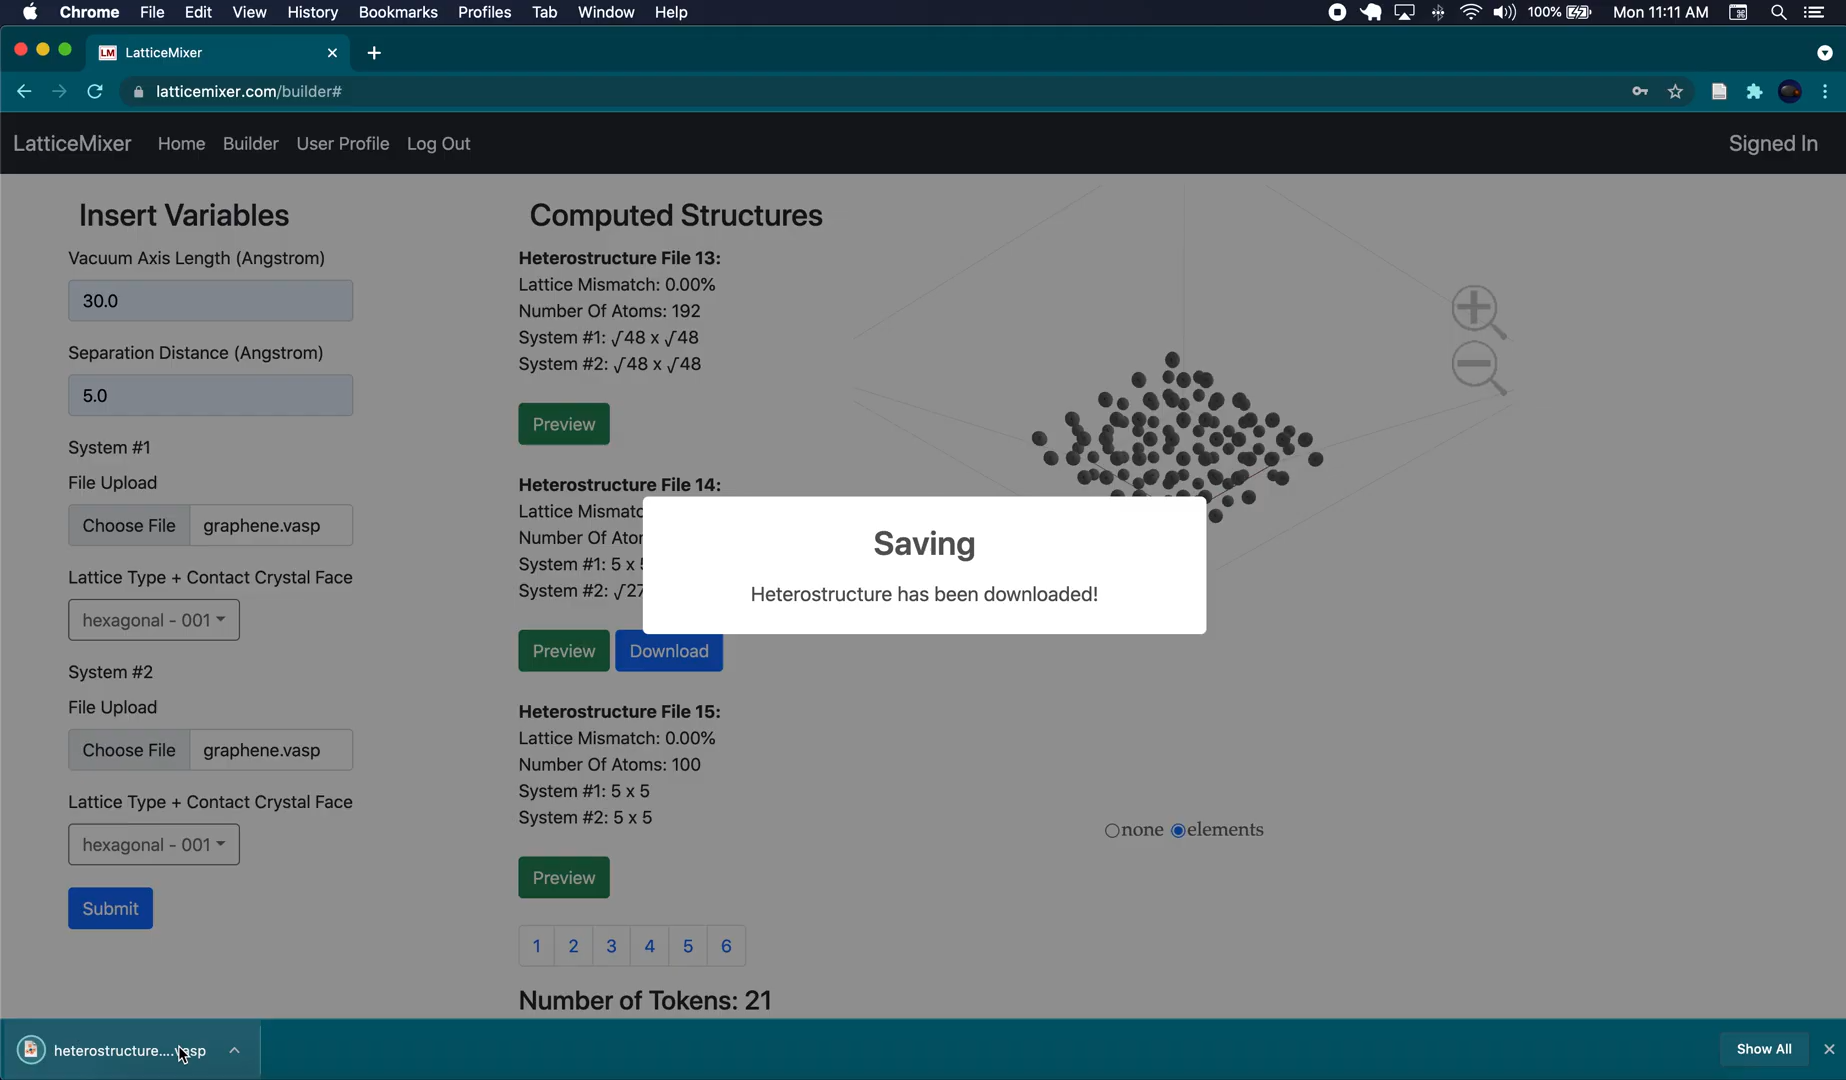 Chrome File Edit View History Bookmarks Profiles Tab Window Help 100% Mon 11:11 AM
LM LatticeMixer
latticemixer.com/builder#
LatticeMixer Home Builder User Profile Log Out Signed In
Insert Variables
Vacuum Axis Length (Angstrom)
30.0
Separation Distance (Angstrom)
5.0
System #1
File Upload
Choose File graphene.vasp
Lattice Type + Contact Crystal Face
hexagonal - 001
System #2
File Upload
Choose File graphene.vasp
Lattice Type + Contact Crystal Face
hexagonal - 001
Submit
Computed Structures
Heterostructure File 13:
Lattice Mismatch: 0.00%
Number Of Atoms: 192
System #1: √48 x √48
System #2: √48 x √48
Preview
Heterostructure File 14:
Lattice Mismatc
Number Of Ator
System #1: 5 x
System #2: √27
Preview Download
Heterostructure File 15:
Lattice Mismatch: 0.00%
Number Of Atoms: 100
System #1: 5 x 5
System #2: 5 x 5
Preview
1 2 3 4 5 6
Number of Tokens: 21
Saving
Heterostructure has been downloaded!
none elements
heterostructure....vasp
Show All